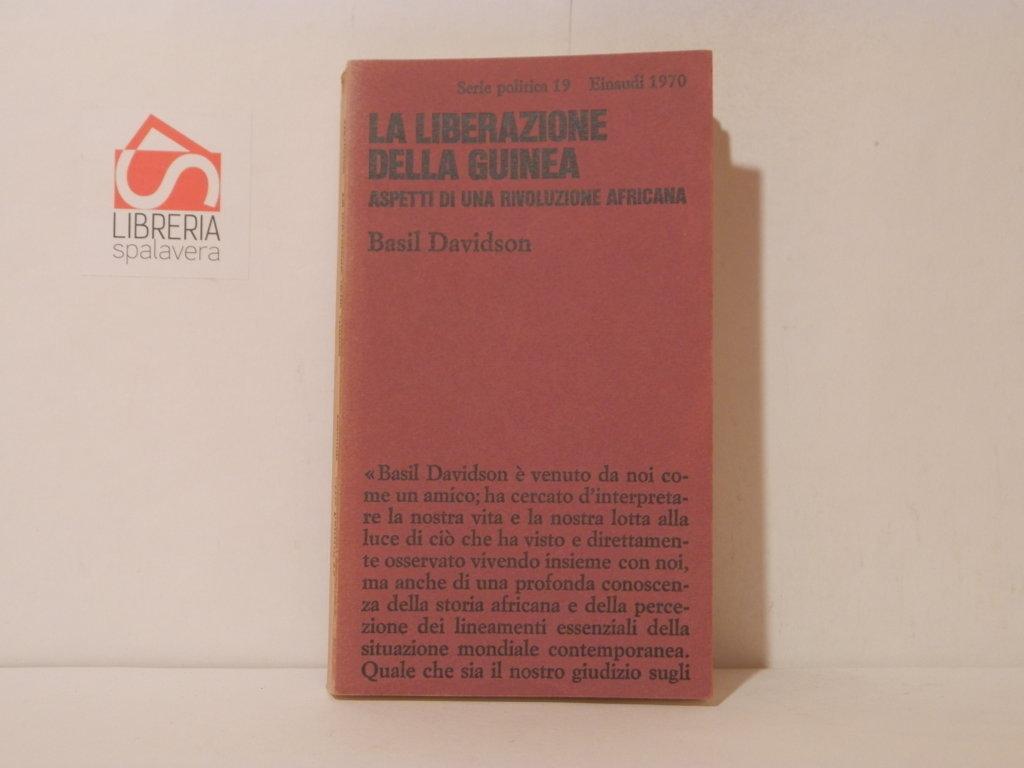 LIBRERIA
spalavera
Serie politica 19 Einaudi 1970
LA LIBERAZIONE
DELLA GUINEA
ASPETTI DI UNA RIVOLUZIONE AFRICANA
Basil Davidson
«Basil Davidson è venuto da noi co-
me un amico; ha cercato d'interpreta-
re la nostra vita e la nostra lotta alla
luce di ciò che ha visto e direttamen-
te osservato vivendo insieme con noi,
ma anche di una profonda conoscen-
za della storia africana e della perce-
zione dei lineamenti essenziali della
situazione mondiale contemporanea.
Quale che sia il nostro giudizio sugli